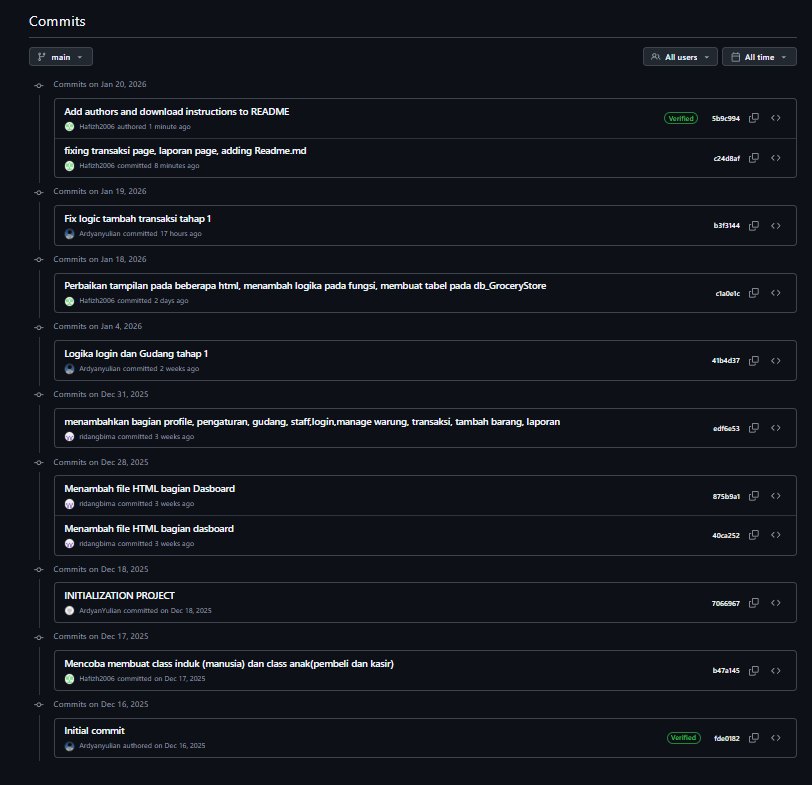 Commits
main
All users
All time
Commits on Jan 20, 2026
Add authors and download instructions to README
Verified
5b9c994
Hafizh2006 authored 1 minute ago
fixing transaksi page, laporan page, adding Readme.md
c24d8af
Hafizh2006 committed 8 minutes ago
Commits on Jan 19, 2026
Fix logic tambah transaksi tahap 1
b3f3144
Ardyanyulian committed 17 hours ago
Commits on Jan 18, 2026
Perbaikan tampilan pada beberapa html, menambah logika pada fungsi, membuat tabel pada db_GroceryStore
c1a0e1c
Hafizh2006 committed 2 days ago
Commits on Jan 4, 2026
Logika login dan Gudang tahap 1
41b4d37
Ardyanyulian committed 2 weeks ago
Commits on Dec 31, 2025
menambahkan bagian profile, pengaturan, gudang, staff,login,manage warung, transaksi, tambah barang, laporan
edf6e53
ridangbima committed 3 weeks ago
Commits on Dec 28, 2025
Menambah file HTML bagian Dasboard
875b9a1
ridangbima committed 3 weeks ago
Menambah file HTML bagian dasboard
40ca252
ridangbima committed 3 weeks ago
Commits on Dec 18, 2025
INITIALIZATION PROJECT
7066967
ArdyanYulian committed on Dec 18, 2025
Commits on Dec 17, 2025
Mencoba membuat class induk (manusia) dan class anak(pembeli dan kasir)
b47a145
Hafizh2006 committed on Dec 17, 2025
Commits on Dec 16, 2025
Initial commit
Verified
fde0182
Ardyanyulian authored on Dec 16, 2025